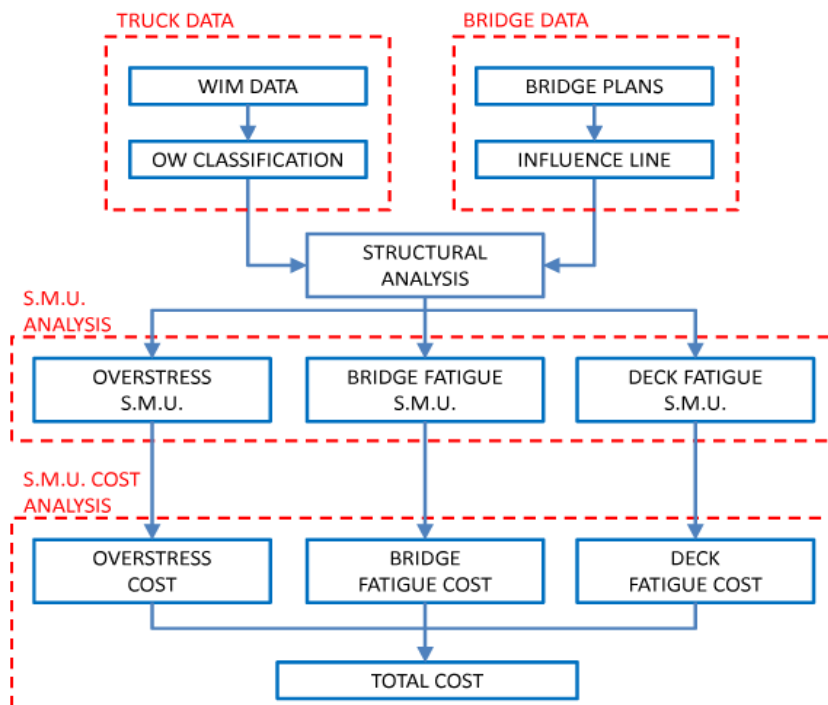 TRUCK DATA
BRIDGE DATA
WIM DATA
BRIDGE PLANS
OW CLASSIFICATION
INFLUENCE LINE
STRUCTURAL
ANALYSIS
S.M.U.
ANALYSIS
OVERSTRESS
S.M.U.
BRIDGE FATIGUE
S.M.U.
DECK FATIGUE
S.M.U.
S.M.U. COST
ANALYSIS
OVERSTRESS
COST
BRIDGE
FATIGUE COST
DECK
FATIGUE COST
TOTAL COST